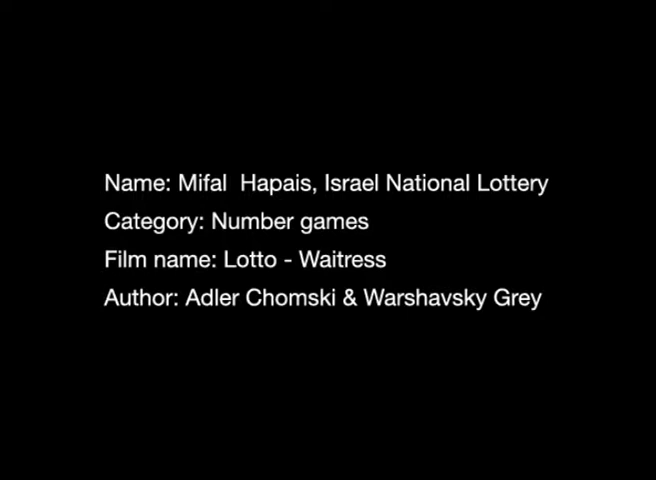 Name: Mifal  Hapais, Israel National Lottery
Category: Number games
Film name: Lotto - Waitress
Author: Adler Chomski & Warshavsky Grey